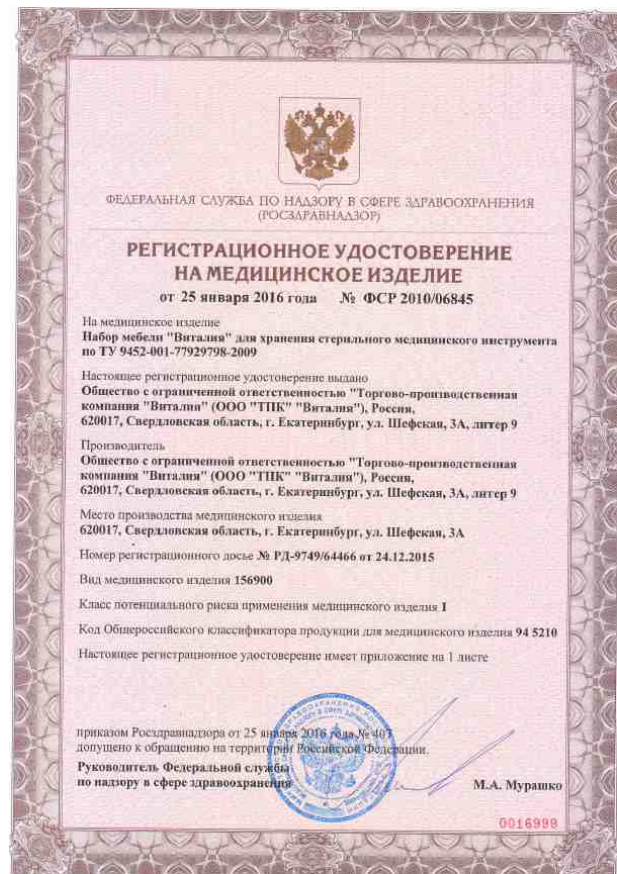 ФЕДЕРАЛЬНАЯ СЛУЖБА ПО НАДЗОРУ В СФЕРЕ ЗДРАВООХРАНЕНИЯ
(РОСЗДРАВНАДЗОР)
РЕГИСТРАЦИОННОЕ УДОСТОВЕРЕНИЕ
НА МЕДИЦИНСКОЕ ИЗДЕЛИЕ
от 25 января 2016 года № ФСР 2010/06845
На медицинское изделие
Набор мебели "Виталия" для хранения стерильного медицинского инструмента
по ТУ 9452-001-77929798-2009
Настоящее регистрационное удостоверение выдано
Общество с ограниченной ответственностью "Торгово-производственная
компания "Виталия" (ООО "ТПК" "Виталия"), Россия,
620017, Свердловская область, г. Екатеринбург, ул. Шефская, 3А, литер 9
Производитель
Общество с ограниченной ответственностью "Торгово-производственная
компания "Виталия" (ООО "ТПК" "Виталия"), Россия,
620017, Свердловская область, г. Екатеринбург, ул. Шефская, 3А, литер 9
Место производства медицинского изделия
620017, Свердловская область, г. Екатеринбург, ул. Шефская, 3А
Номер регистрационного досье № РД-9749/64466 от 24.12.2015
Вид медицинского изделия 156900
Класс потенциального риска применения медицинского изделия I
Код Общероссийского классификатора продукции для медицинского изделия 94 5210
Настоящее регистрационное удостоверение имеет приложение на 1 листе
приказом Росздравнадзора от 25 января 2016 года № 407
допущено к обращению на территории Российской Федерации.
Руководитель Федеральной службы
по надзору в сфере здравоохранения
М.А. Мурашко
0016999